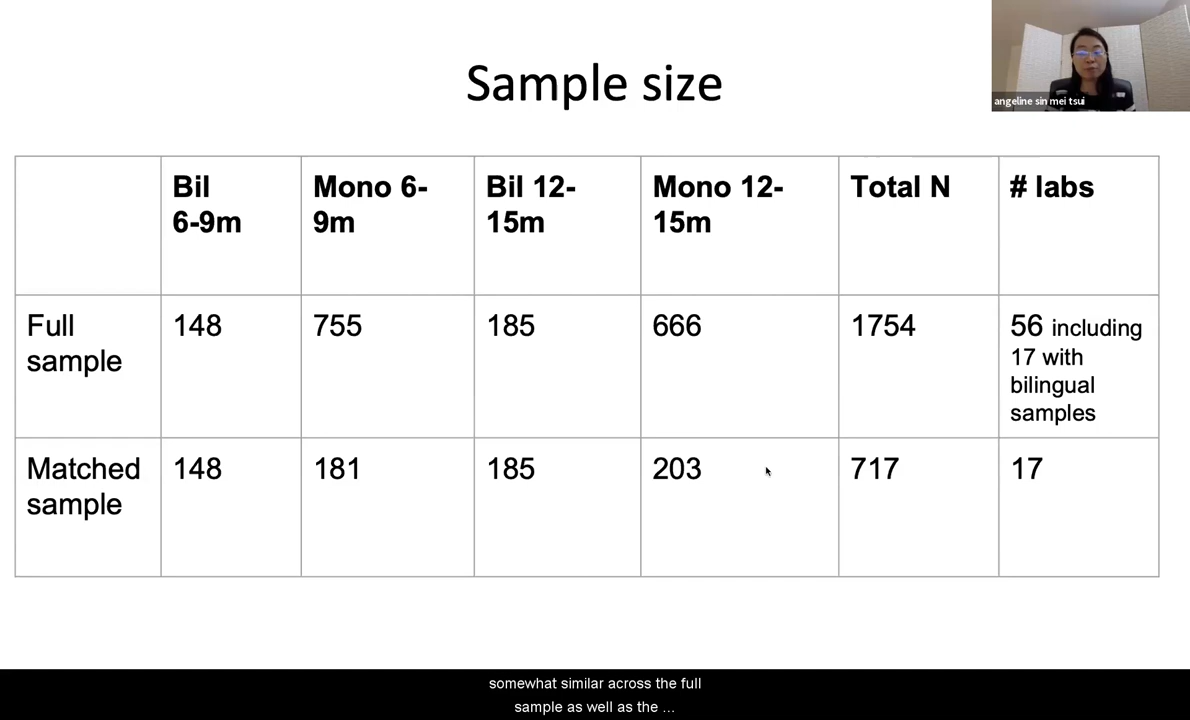 angeline sin mei tsui
Sample size
Bil
6-9m
Mono 6-
9m
Bil 12-
15m
Mono 12-
15m
Total N
# labs
Full
sample
148
755
185
666
1754
56 including
17 with
bilingual
samples
Matched
sample
148
181
185
203
717
17
somewhat similar across the full
sample as well as the ...